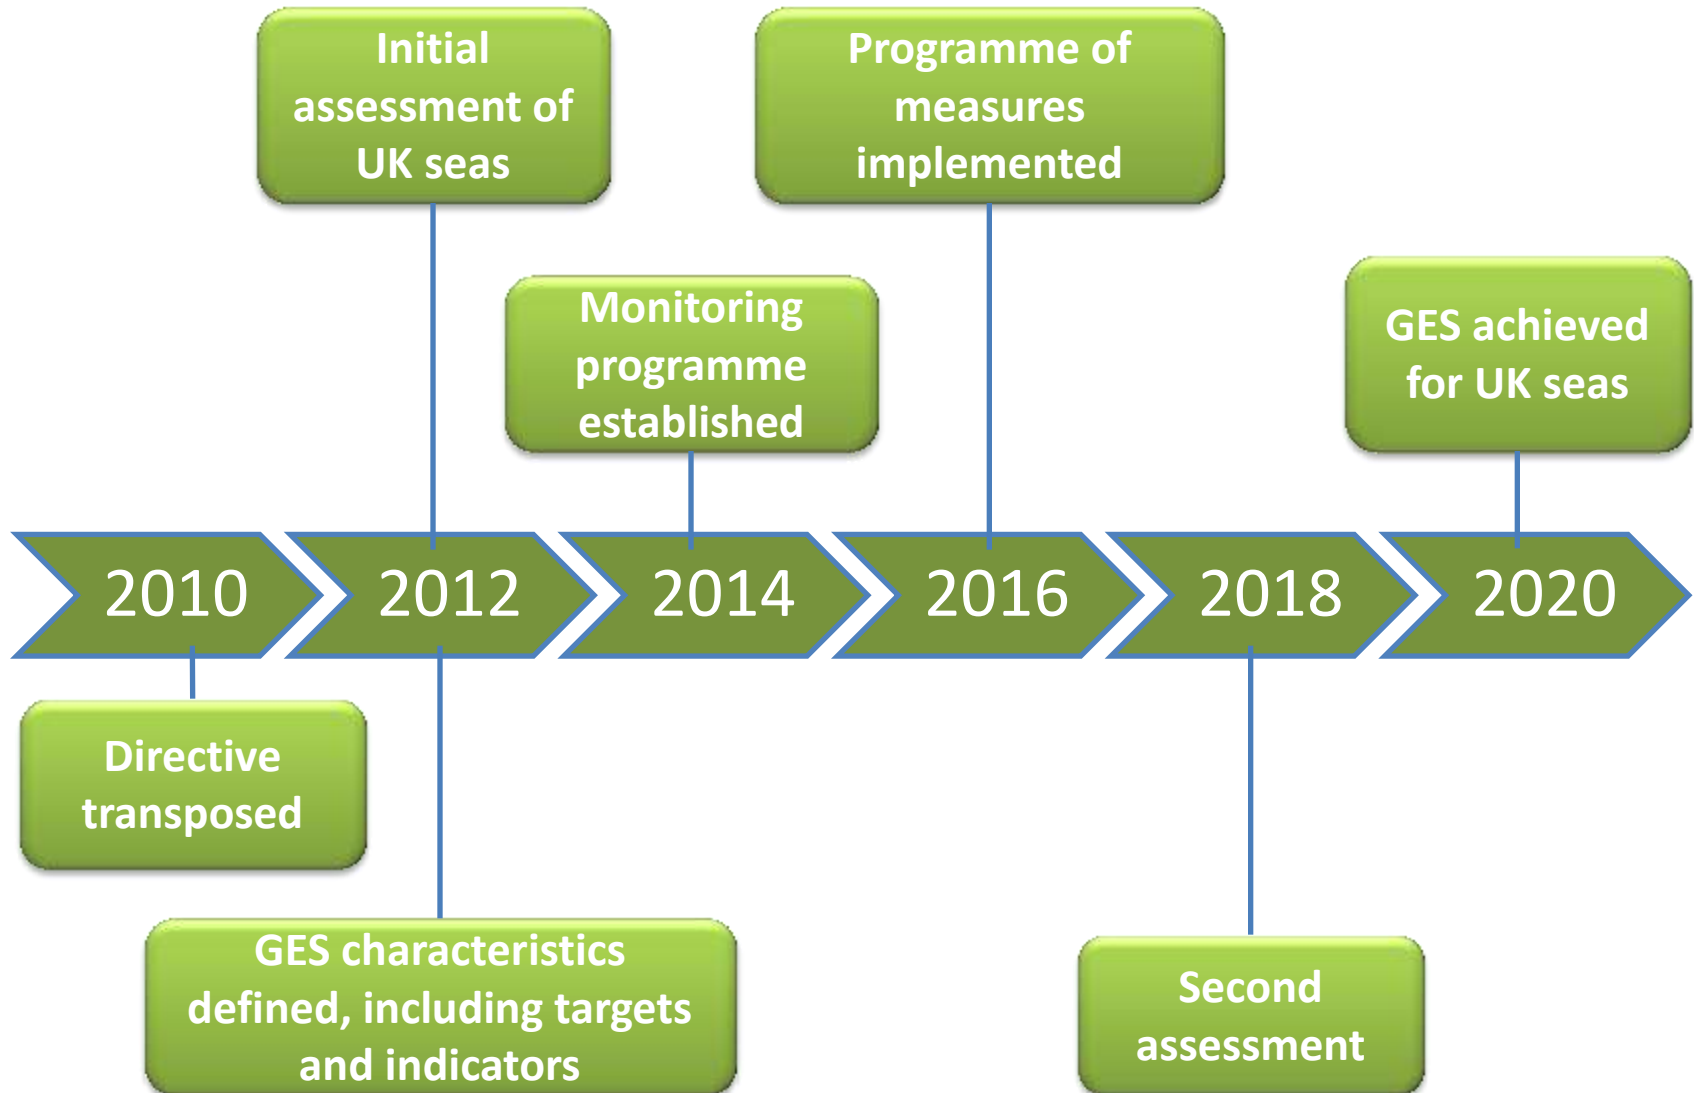 Initial
assessment of
UK seas
Programme of
measures
implemented
Monitoring
programme
established
GES achieved
for UK seas
2010
2012
2014
2016
2018
2020
Directive
transposed
GES characteristics
defined, including targets
and indicators
Second
assessment